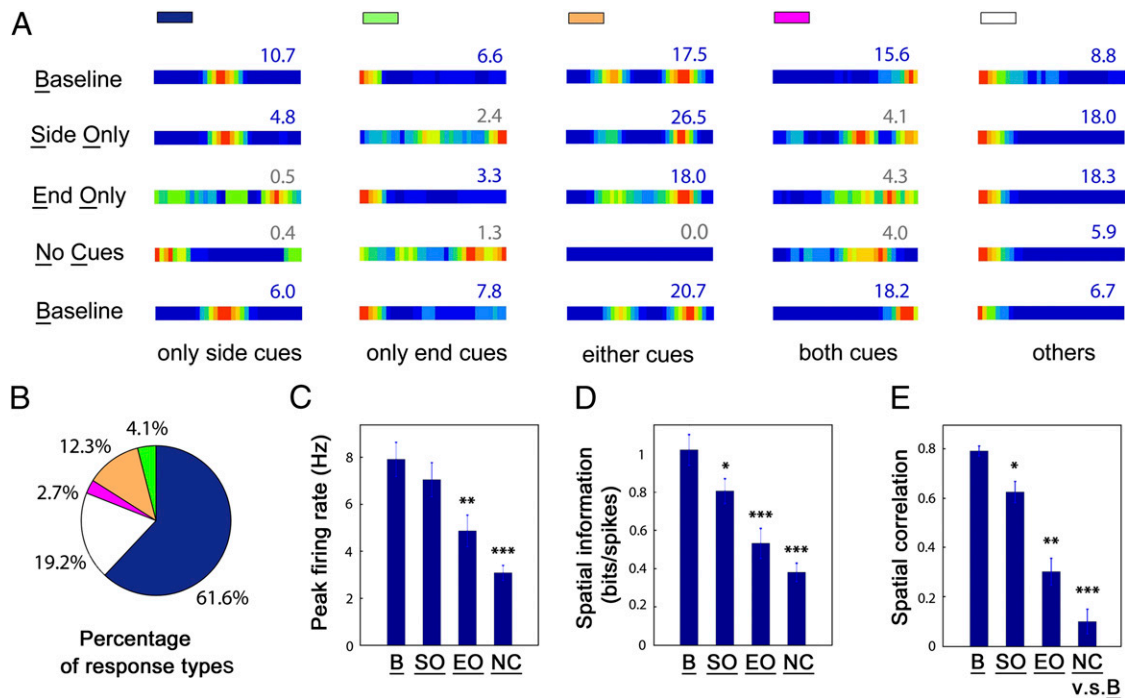 A
Baseline 10.7 6.6 17.5 15.6 8.8
Side Only 4.8 2.4 26.5 4.1 18.0
End Only 0.5 3.3 18.0 4.3 18.3
No Cues 0.4 1.3 0.0 4.0 5.9
Baseline 6.0 7.8 20.7 18.2 6.7
only side cues only end cues either cues both cues others
B
4.1%
12.3%
2.7%
19.2%
61.6%
Percentage
of response types
C
Peak firing rate (Hz)
8
6
4
2
0
** ***
B SO EO NC
D
Spatial information
(bits/spikes)
1
0.8
0.6
0.4
0.2
0
* *** ***
B SO EO NC
E
Spatial correlation
0.8
0.6
0.4
0.2
0.0
* ** ***
B SO EO NC
v.s.B